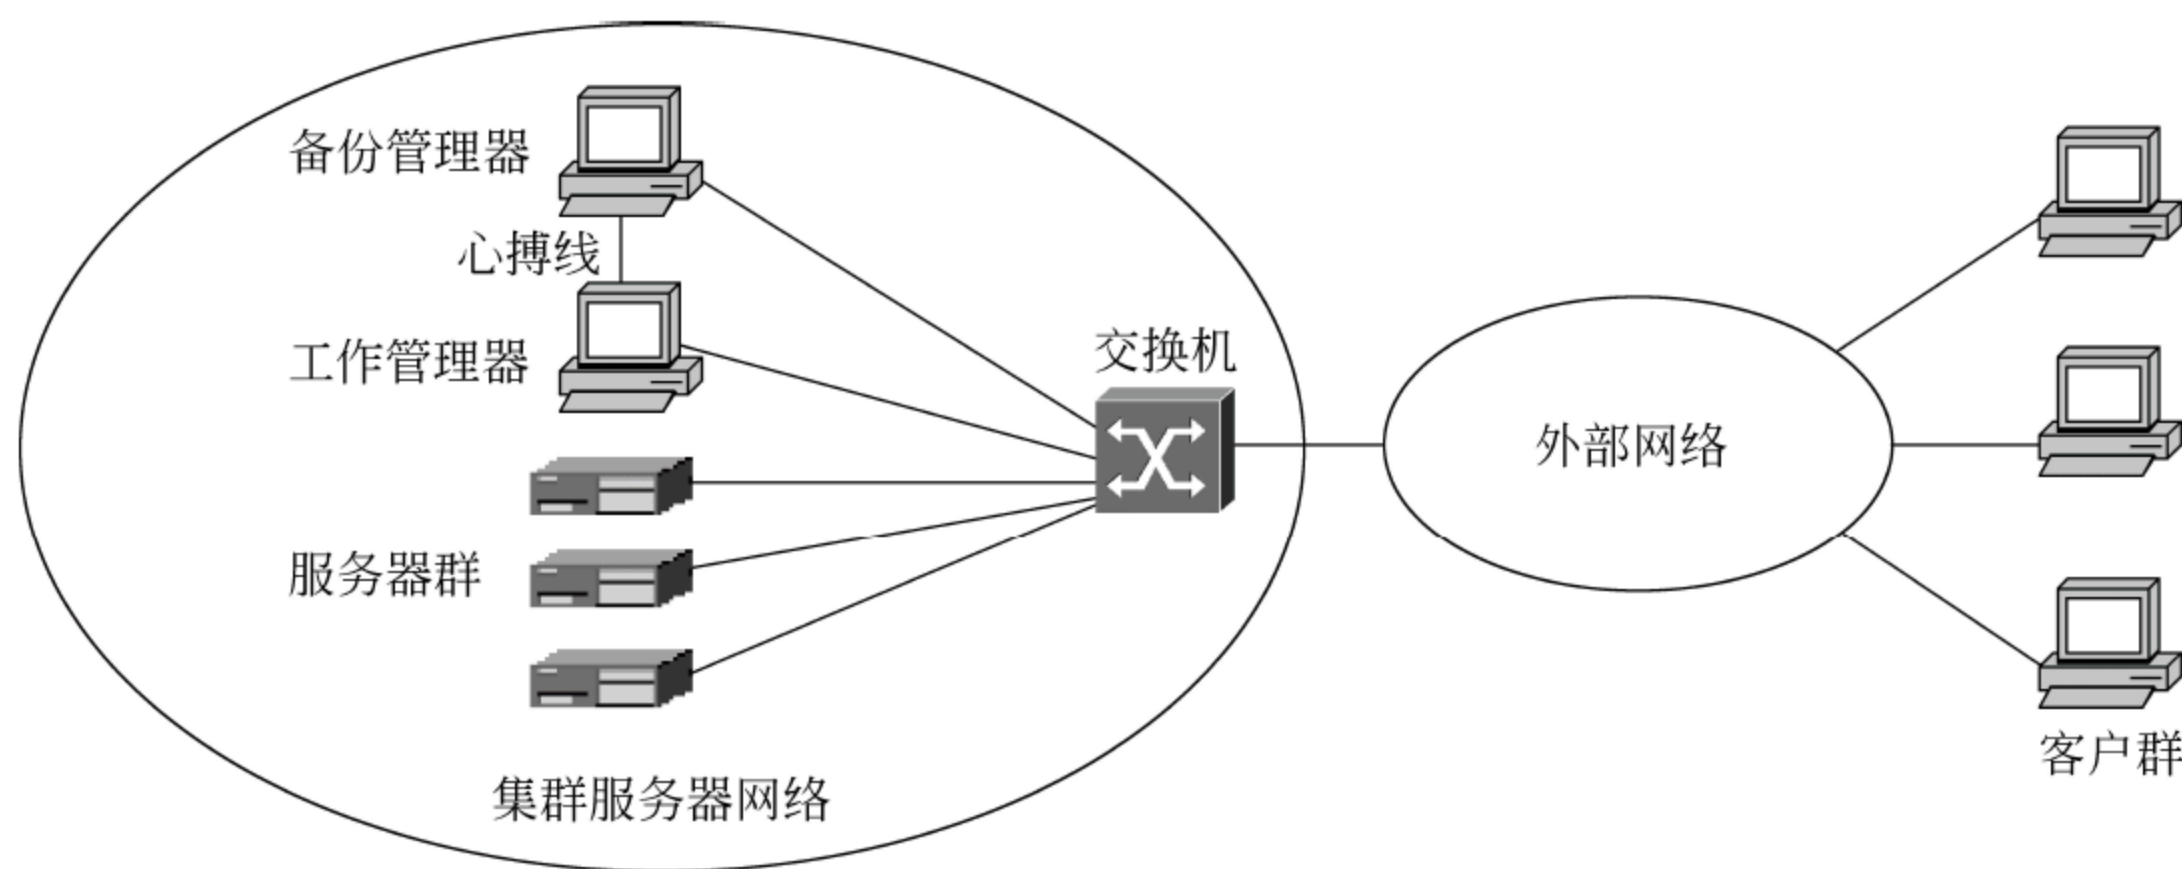 备份管理器
心搏线
工作管理器
交换机
外部网络
服务器群
客户群
集群服务器网络